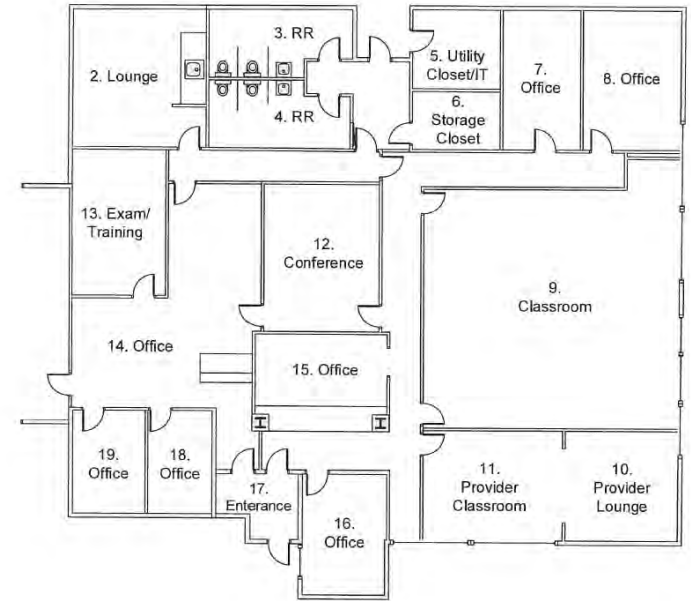 2. Lounge
3. RR
4. RR
5. Utility
Closet/IT
6.
Storage
Closet
7.
Office
8. Office
13. Exam/
Training
12.
Conference
9.
Classroom
14. Office
15. Office
19.
Office
18.
Office
17.
Enterance
16.
Office
11.
Provider
Classroom
10.
Provider
Lounge